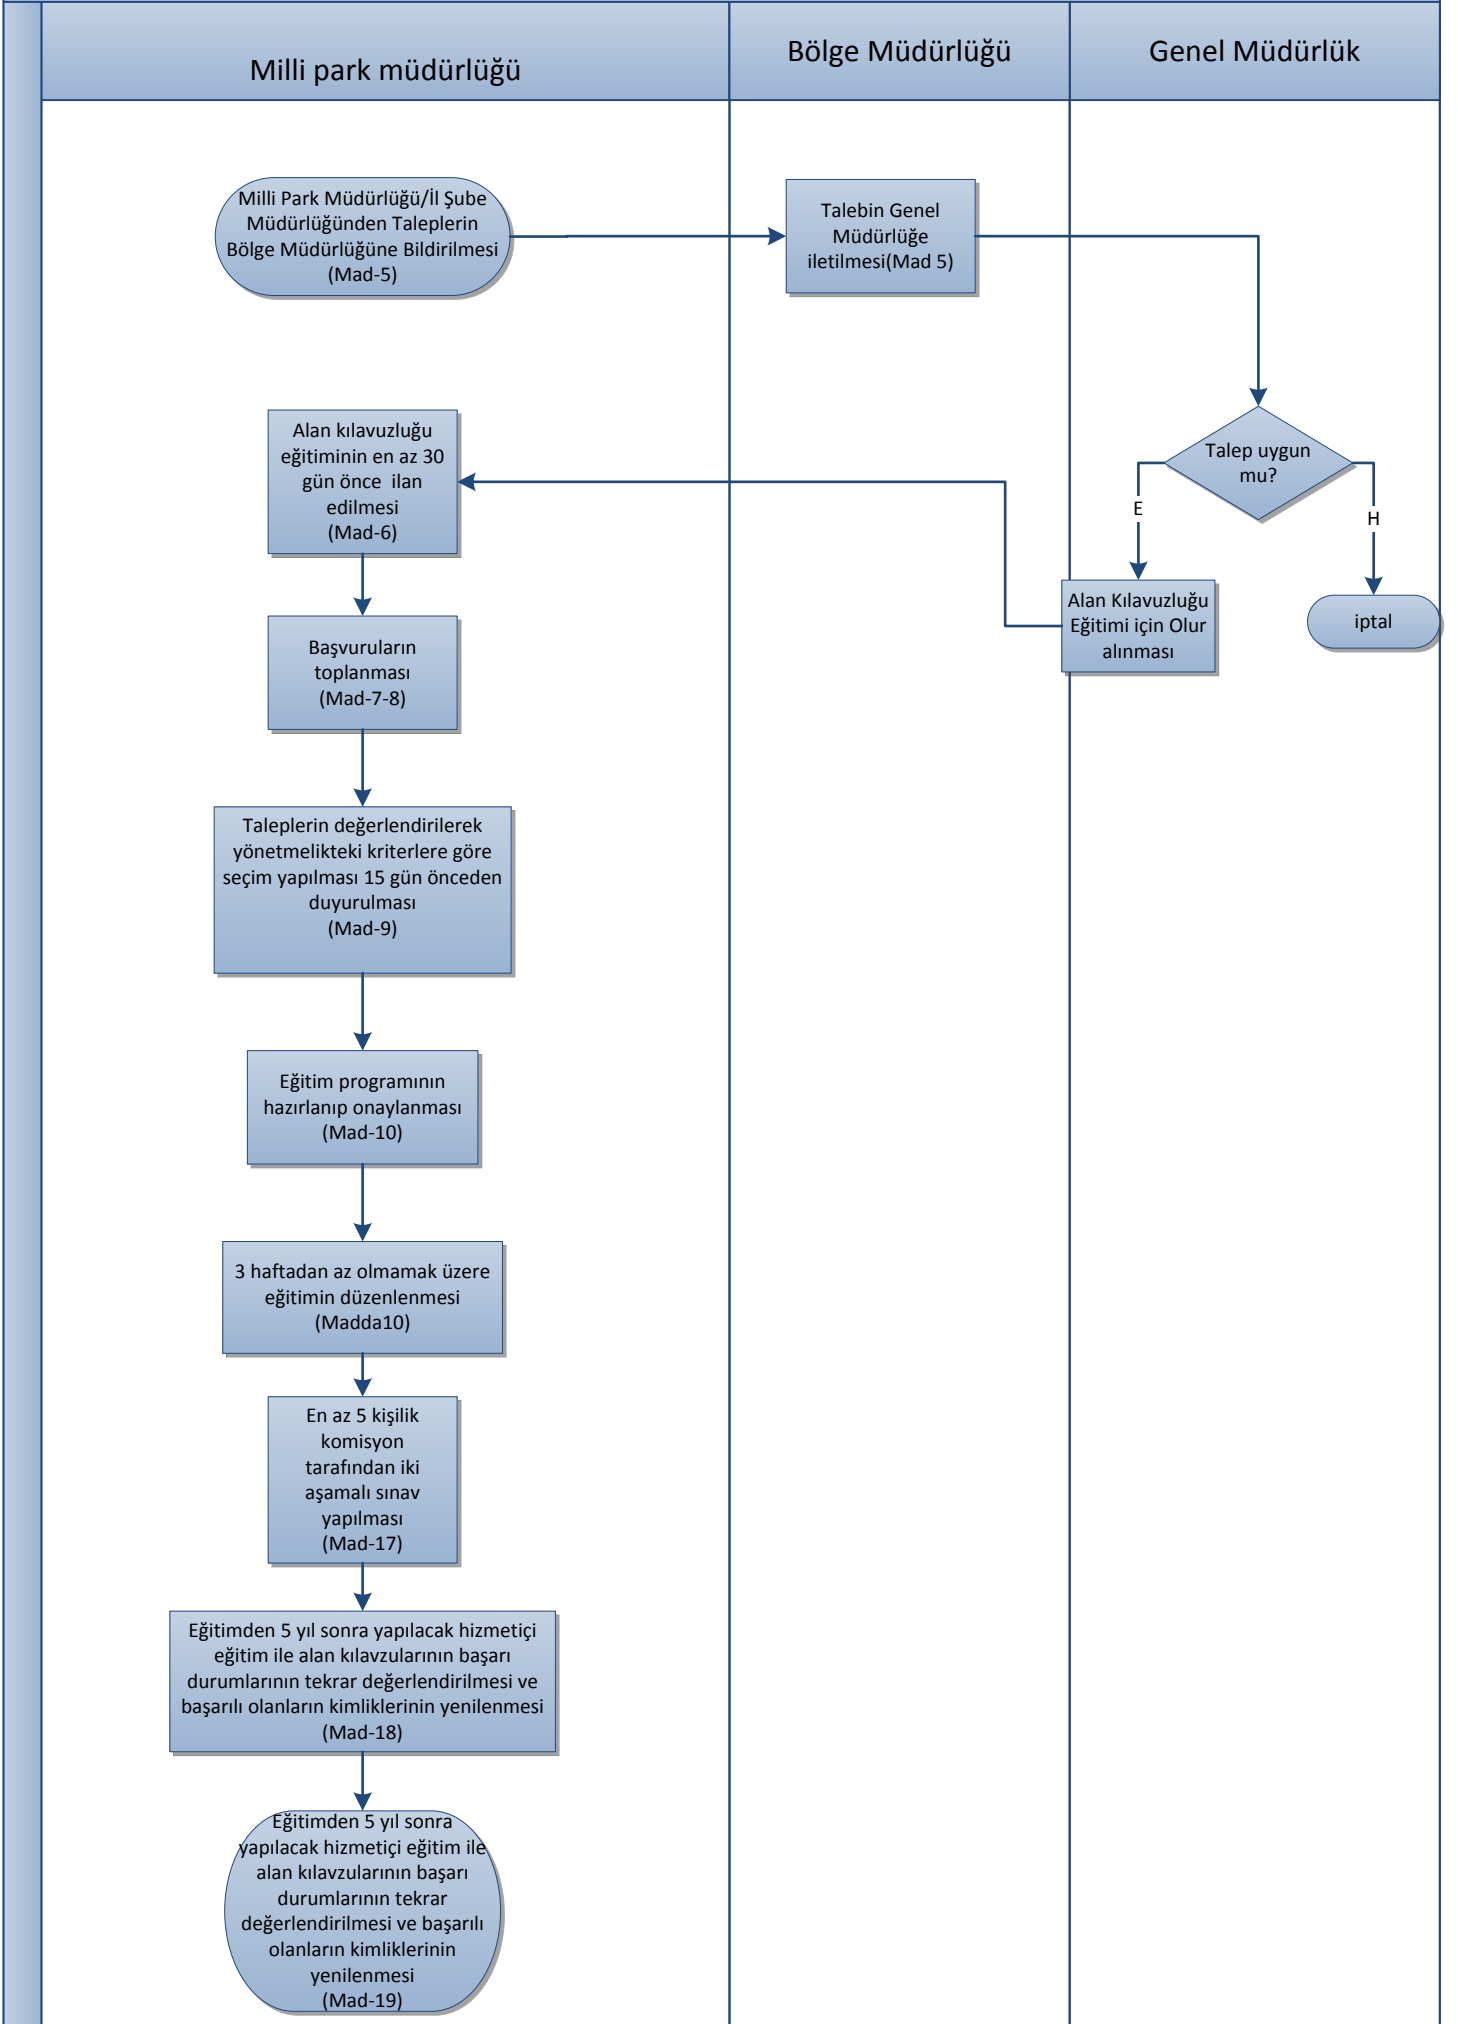 Milli park müdürlüğü
Bölge Müdürlüğü
Genel Müdürlük
Milli Park Müdürlüğü/İl Şube
Müdürlüğünden Taleplerin
Bölge Müdürlüğüne Bildirilmesi
(Mad-5)
Talebin Genel
Müdürlüğe
iletilmesi(Mad 5)
Talep uygun
mu?
E
H
Alan Kılavuzluğu
Eğitimi için Olur
alınması
iptal
Alan kılavuzluğu
eğitiminin en az 30
gün önce  ilan
edilmesi
(Mad-6)
Başvuruların
toplanması
(Mad-7-8)
Taleplerin değerlendirilerek
yönetmelikteki kriterlere göre
seçim yapılması 15 gün önceden
duyurulması
(Mad-9)
Eğitim programının
hazırlanıp onaylanması
(Mad-10)
3 haftadan az olmamak üzere
eğitimin düzenlenmesi
(Madda10)
En az 5 kişilik
komisyon
tarafından iki
aşamalı sınav
yapılması
(Mad-17)
Eğitimden 5 yıl sonra yapılacak hizmetiçi
eğitim ile alan kılavzularının başarı
durumlarının tekrar değerlendirilmesi ve
başarılı olanların kimliklerinin yenilenmesi
(Mad-18)
Eğitimden 5 yıl sonra
yapılacak hizmetiçi eğitim ile
alan kılavzularının başarı
durumlarının tekrar
değerlendirilmesi ve başarılı
olanların kimliklerinin
yenilenmesi
(Mad-19)